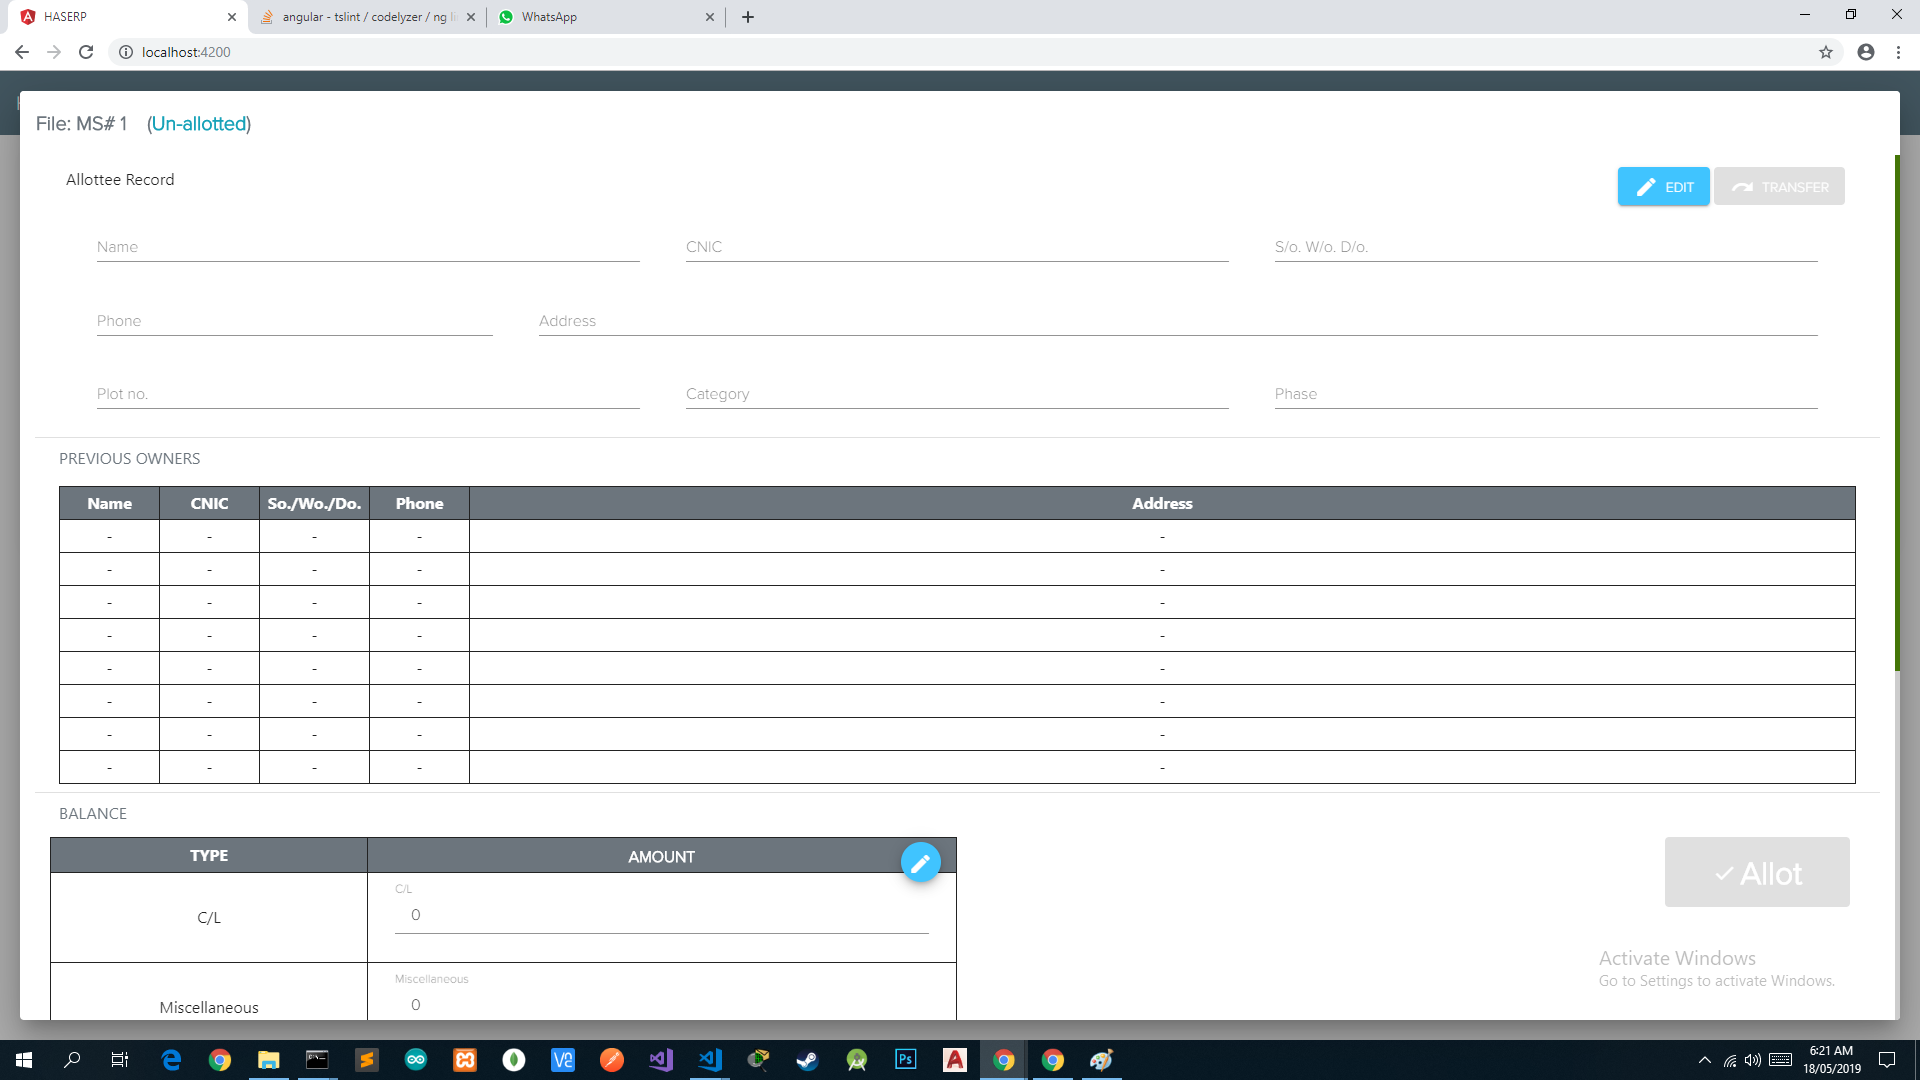 HASERP
angular - tslint / codelyzer / ng li
WhatsApp
localhost:4200
File: MS# 1 (Un-allotted)
Allottee Record
EDIT
TRANSFER
Name
CNIC
S/o. W/o. D/o.
Phone
Address
Plot no.
Category
Phase
PREVIOUS OWNERS
Name CNIC So./Wo./Do. Phone Address
- - - - -
- - - - -
- - - - -
- - - - -
- - - - -
- - - - -
- - - - -
- - - - -
BALANCE
TYPE AMOUNT
C/L
C/L
0
Miscellaneous
Miscellaneous
0
Allot
Activate Windows
Go to Settings to activate Windows.
Ps
6:21 AM
18/05/2019